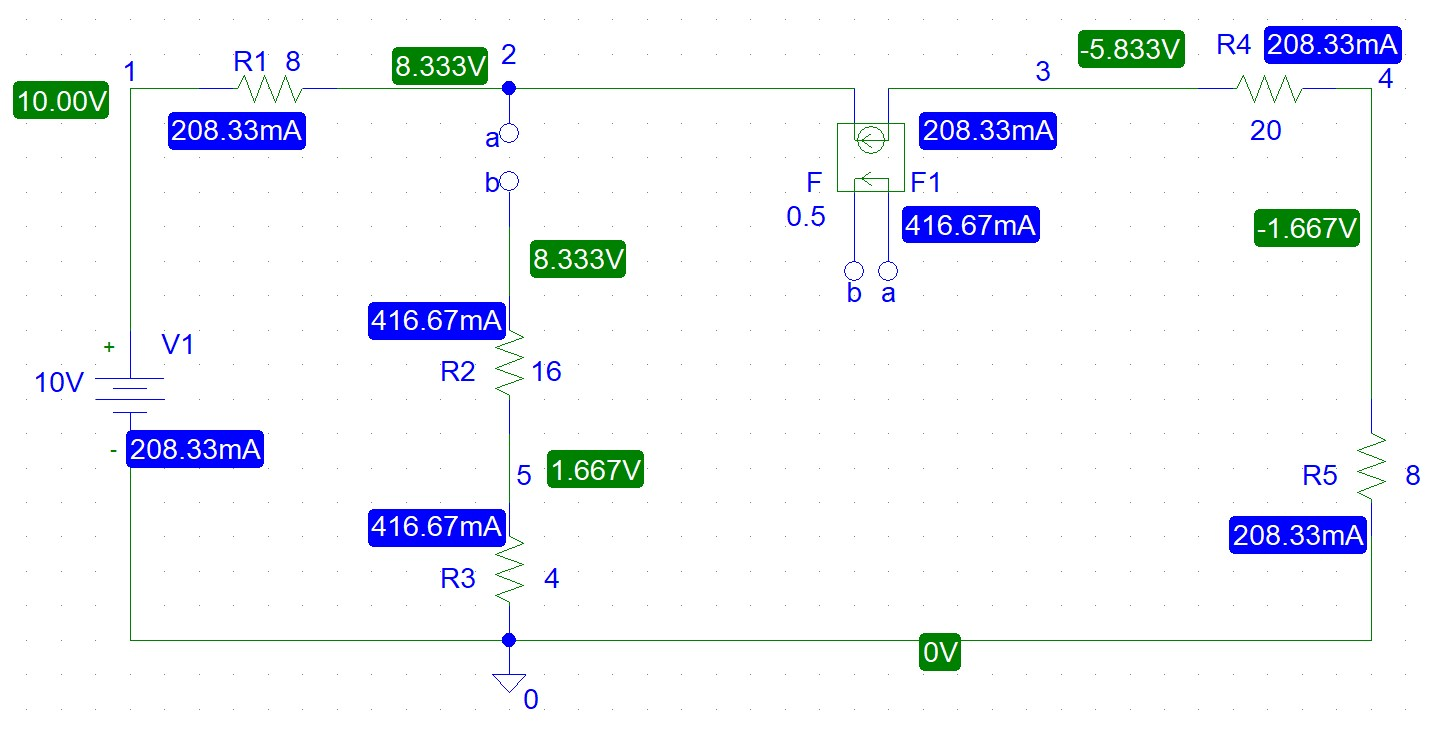 2
1
R1 8
8.333V
3
-5.833V
R4
208.33mA
4
10.00V
208.33mA
a
208.33mA
20
b
F
F1
0.5
416.67mA
-1.667V
8.333V
b a
416.67mA
+
V1
10V
R2
16
-
208.33mA
5
1.667V
R5
8
416.67mA
208.33mA
R3
4
0V
0